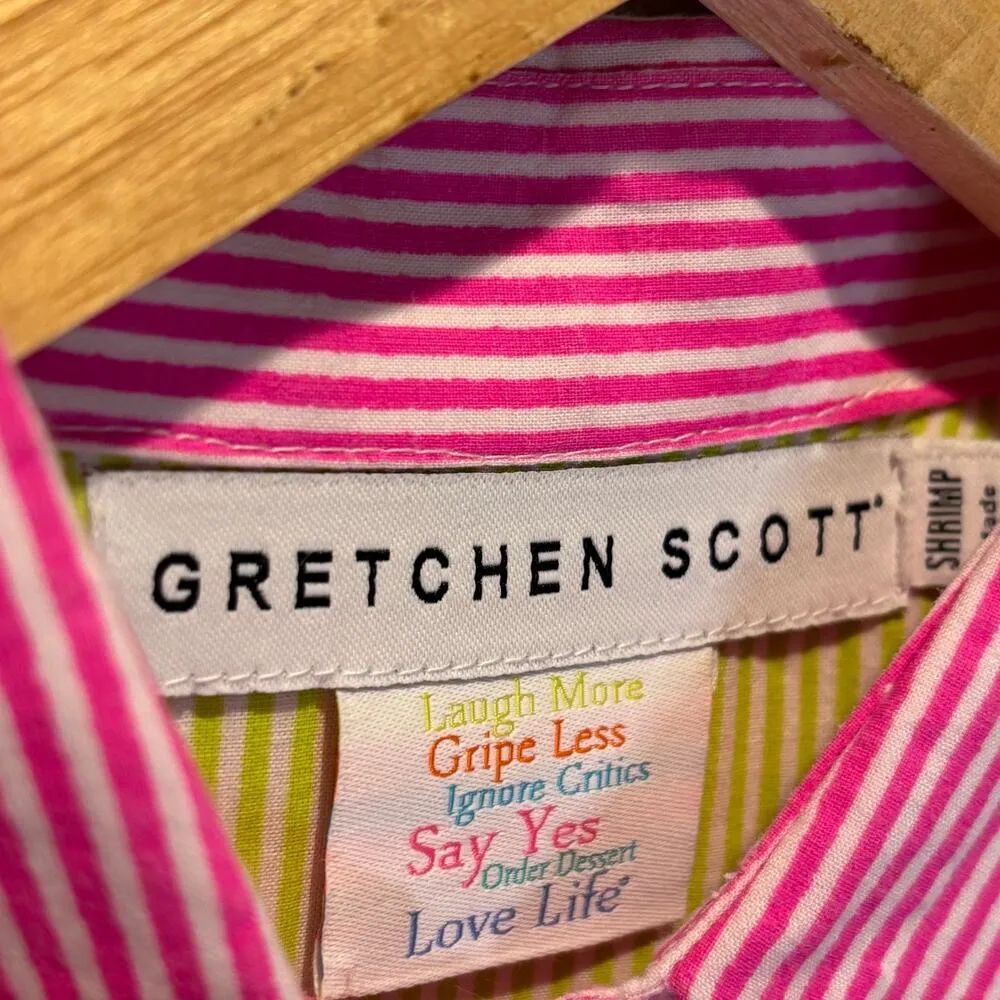 GRETCHEN SCOTT
SHRIMP
Laugh More
Gripe Less
Ignore Critics
Say Yes
Order Dessert
Love Life®